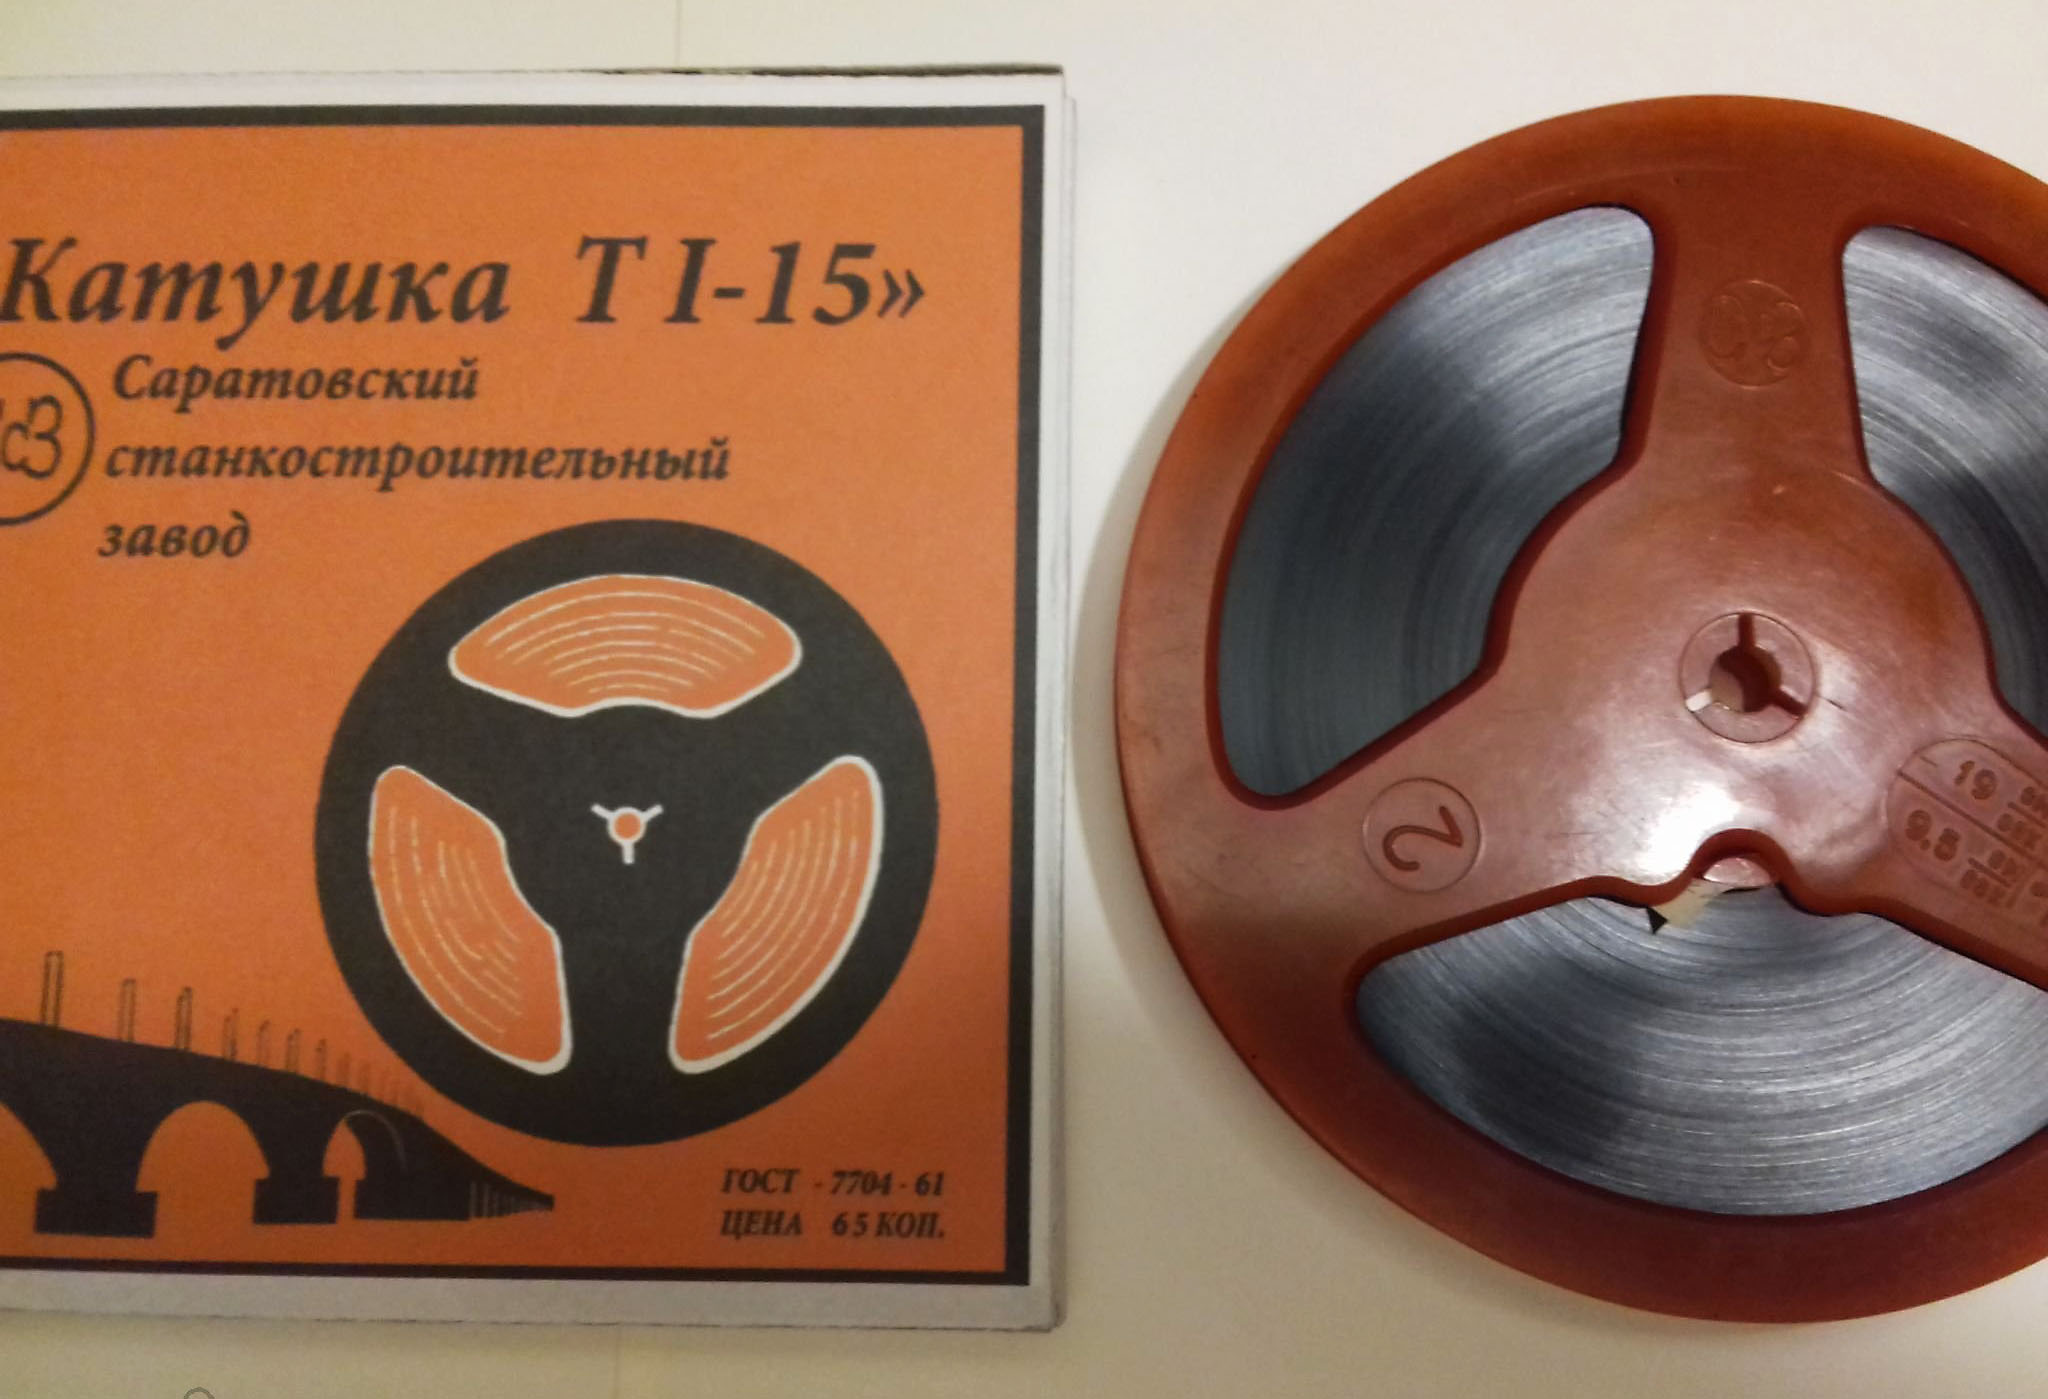 Катушка Т I-15»
Саратовский
станкостроительный
завод
ГОСТ - 7704 - 61
ЦЕНА 65 КОП.
2
19
9.5